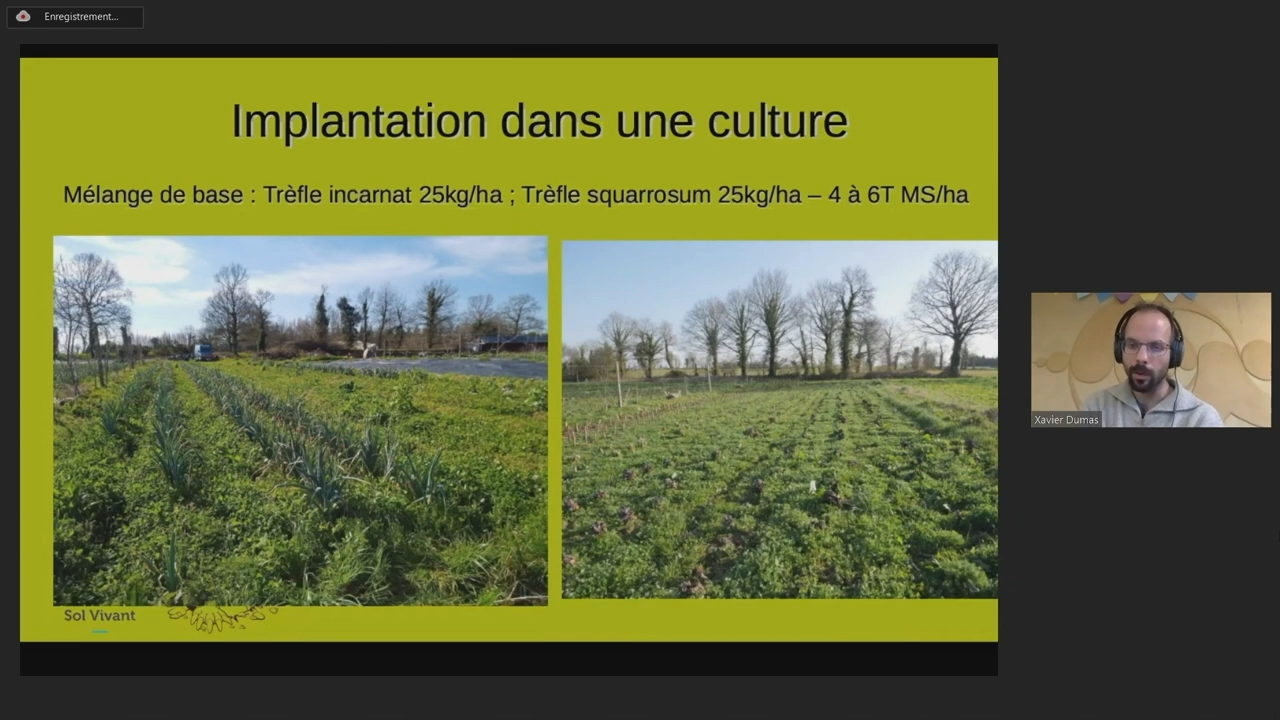 Enregistrement...
Implantation dans une culture
Mélange de base : Trèfle incarnat 25kg/ha ; Trèfle squarrosum 25kg/ha – 4 à 6T MS/ha
Sol Vivant
Xavier Dumas